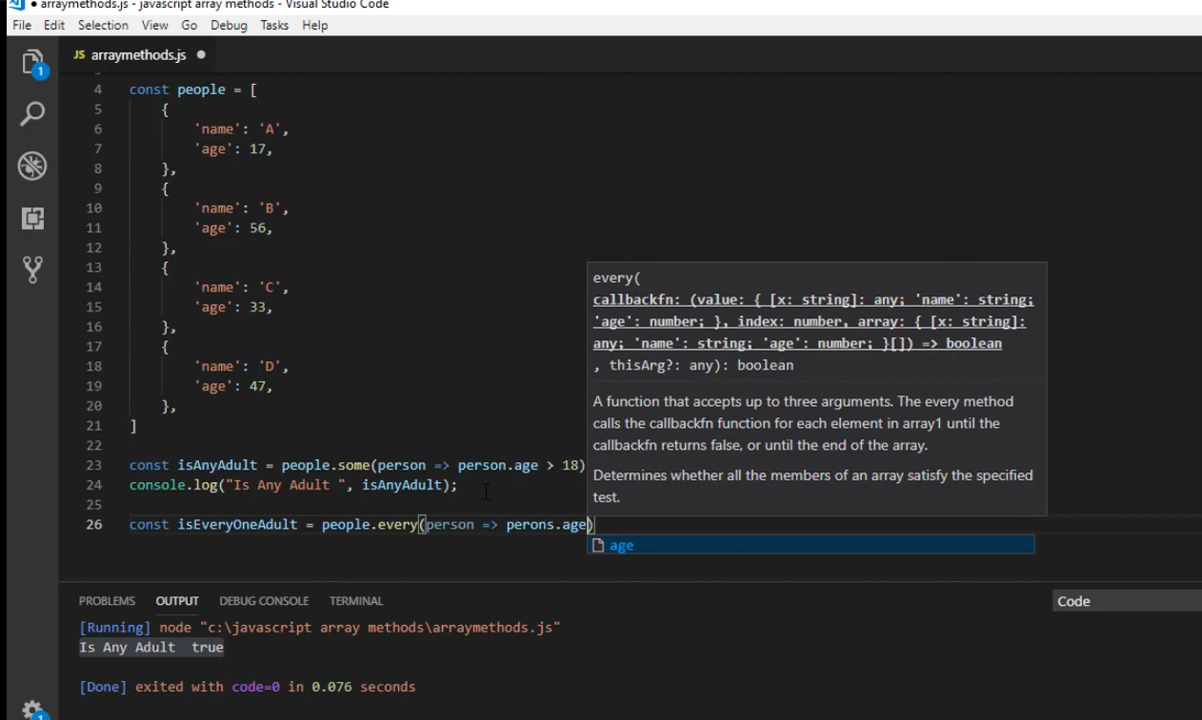 arraymethods.js - javascript array methods - Visual Studio Code
File Edit Selection View Go Debug Tasks Help
1
JS arraymethods.js
4 const people = [
5 {
6 'name': 'A',
7 'age': 17,
8 },
9 {
10 'name': 'B',
11 'age': 56,
12 },
13 {
14 'name': 'C',
15 'age': 33,
16 },
17 {
18 'name': 'D',
19 'age': 47,
20 },
21 ]
22
23 const isAnyAdult = people.some(person => person.age > 18)
24 console.log("Is Any Adult ", isAnyAdult);
25
26 const isEveryOneAdult = people.every(person => perons.age)
every(
callbackfn: (value: { [x: string]: any; 'name': string;
'age': number; }, index: number, array: { [x: string]:
any; 'name': string; 'age': number; }[]) => boolean
, thisArg?: any): boolean
A function that accepts up to three arguments. The every method
calls the callbackfn function for each element in array1 until the
callbackfn returns false, or until the end of the array.
Determines whether all the members of an array satisfy the specified
test.
age
PROBLEMS OUTPUT DEBUG CONSOLE TERMINAL
Code
[Running] node "c:\javascript array methods\arraymethods.js"
Is Any Adult  true
[Done] exited with code=0 in 0.076 seconds
1